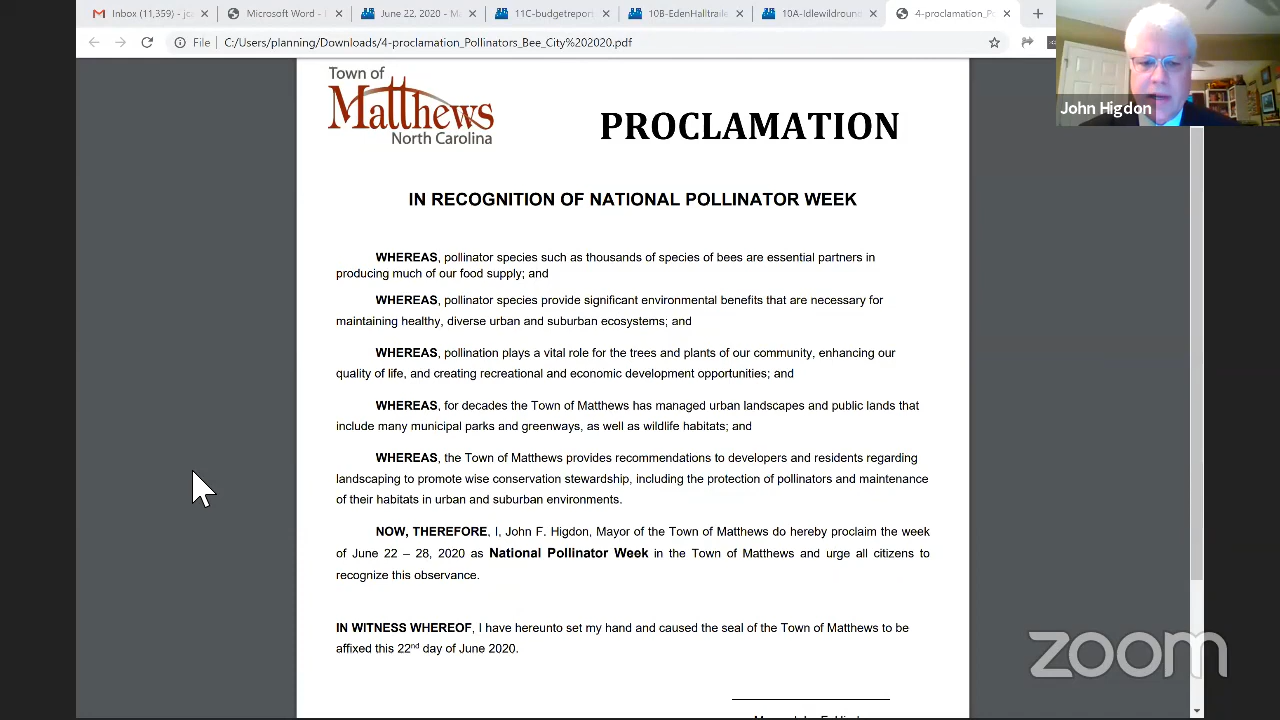 Inbox (11,359) - jc
Microsoft Word -
June 22, 2020 - M
11C-budgetreport
10B-EdenHalltraile
10A-Idlewildround
4-proclamation_Po
File
C:/Users/planning/Downloads/4-proclamation_Pollinators_Bee_City%202020.pdf
John Higdon
Town of
Matthews
North Carolina
PROCLAMATION
IN RECOGNITION OF NATIONAL POLLINATOR WEEK
WHEREAS, pollinator species such as thousands of species of bees are essential partners in
producing much of our food supply; and
WHEREAS, pollinator species provide significant environmental benefits that are necessary for
maintaining healthy, diverse urban and suburban ecosystems; and
WHEREAS, pollination plays a vital role for the trees and plants of our community, enhancing our
quality of life, and creating recreational and economic development opportunities; and
WHEREAS, for decades the Town of Matthews has managed urban landscapes and public lands that
include many municipal parks and greenways, as well as wildlife habitats; and
WHEREAS, the Town of Matthews provides recommendations to developers and residents regarding
landscaping to promote wise conservation stewardship, including the protection of pollinators and maintenance
of their habitats in urban and suburban environments.
NOW, THEREFORE, I, John F. Higdon, Mayor of the Town of Matthews do hereby proclaim the week
of June 22 – 28, 2020 as National Pollinator Week in the Town of Matthews and urge all citizens to
recognize this observance.
IN WITNESS WHEREOF, I have hereunto set my hand and caused the seal of the Town of Matthews to be
affixed this 22nd day of June 2020.
zoom